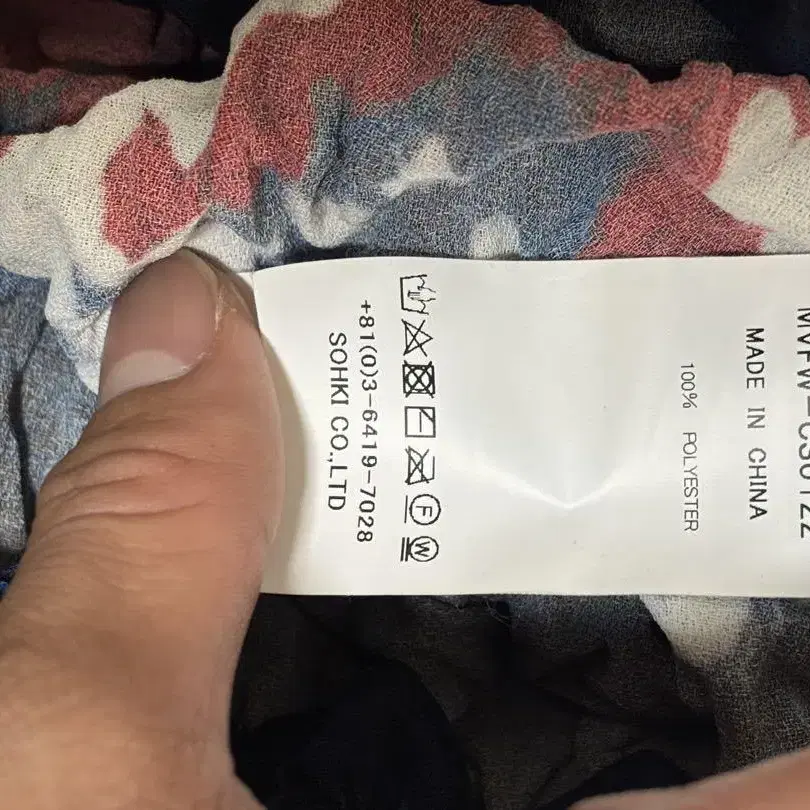 MADE IN CHINA
100% POLYESTER
F
W
+81(0)3-6419-7028
SOHKI CO.,LTD